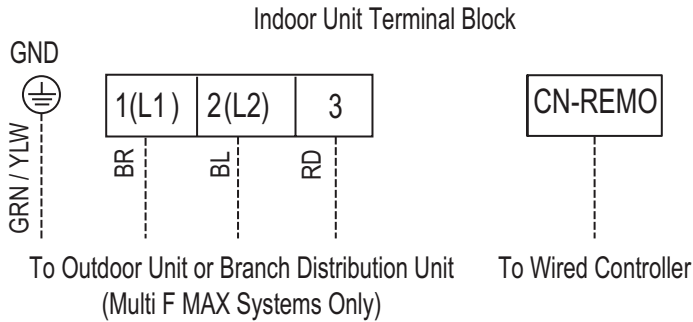 Indoor Unit Terminal Block
GND
1(L1) 2(L2) 3
CN-REMO
GRN / YLW
BR
BL
RD
To Outdoor Unit or Branch Distribution Unit
(Multi F MAX Systems Only)
To Wired Controller